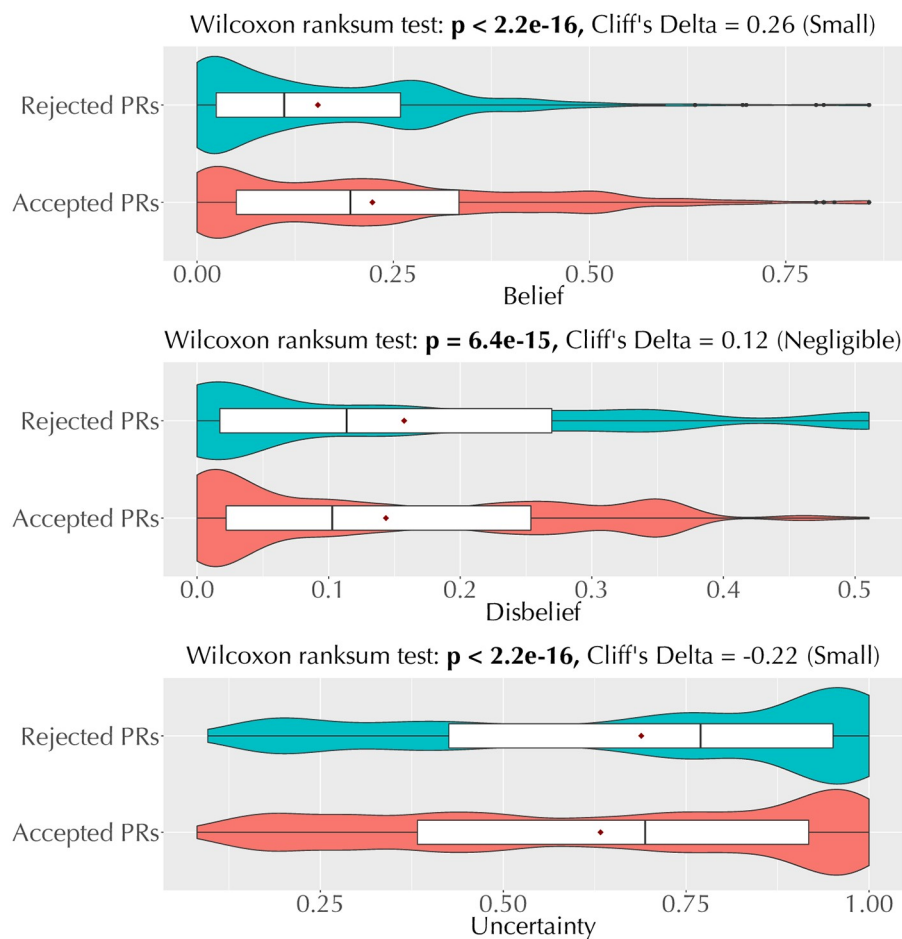 Wilcoxon ranksum test: p < 2.2e-16, Cliff's Delta = 0.26 (Small)
Rejected PRs
Accepted PRs
0.00 0.25 0.50 0.75
Belief
Wilcoxon ranksum test: p = 6.4e-15, Cliff's Delta = 0.12 (Negligible)
Rejected PRs
Accepted PRs
0.0 0.1 0.2 0.3 0.4 0.5
Disbelief
Wilcoxon ranksum test: p < 2.2e-16, Cliff's Delta = -0.22 (Small)
Rejected PRs
Accepted PRs
0.25 0.50 0.75 1.00
Uncertainty